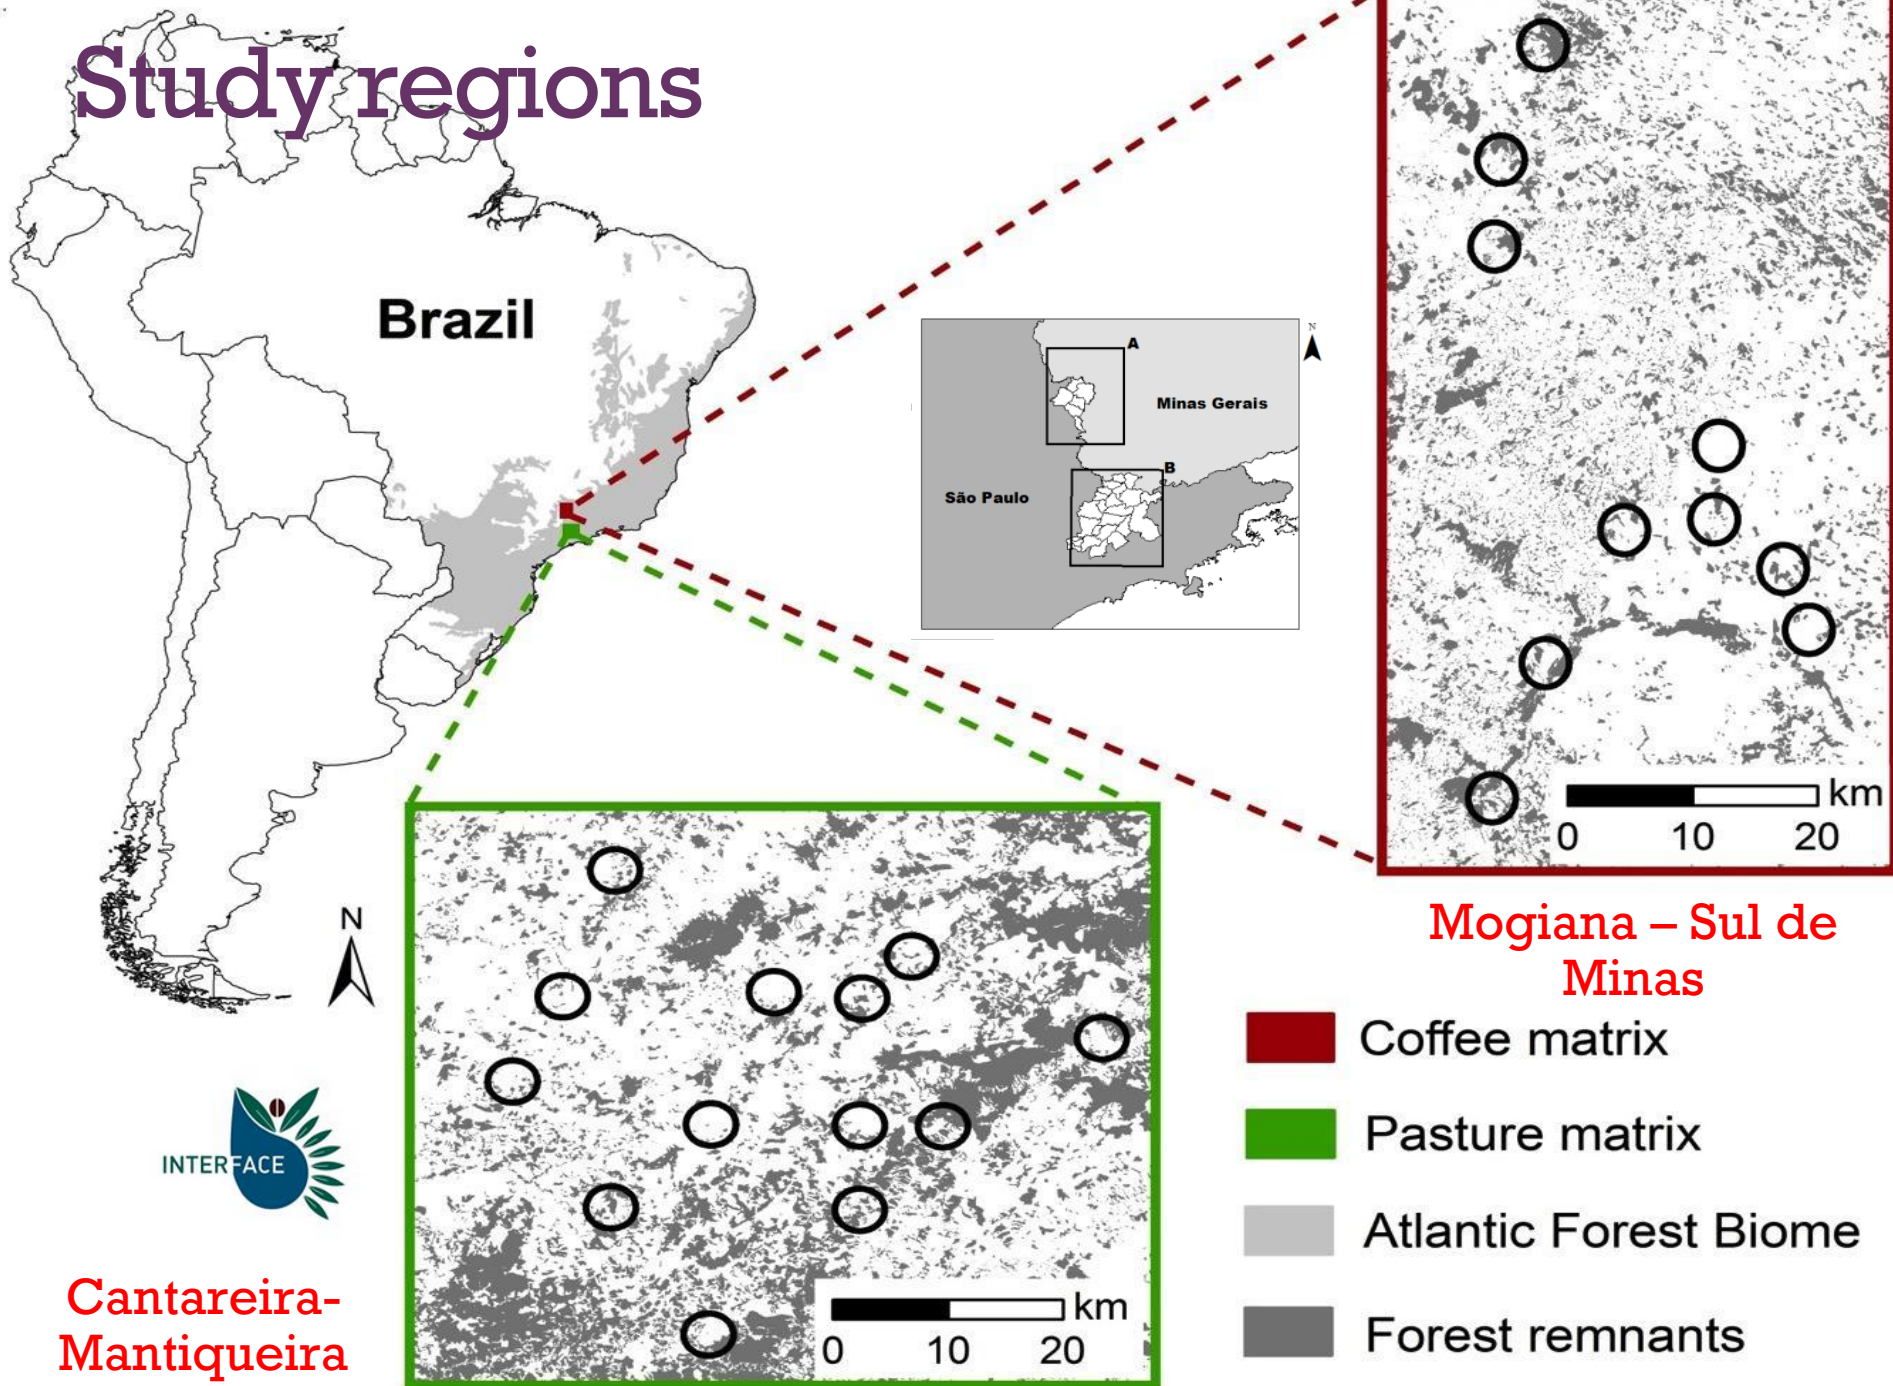 Study regions
Brazil
N
A
Minas Gerais
B
São Paulo
km
0 10 20
Mogiana – Sul de
Minas
N
INTERFACE
Cantareira-
Mantiqueira
km
0 10 20
Coffee matrix
Pasture matrix
Atlantic Forest Biome
Forest remnants